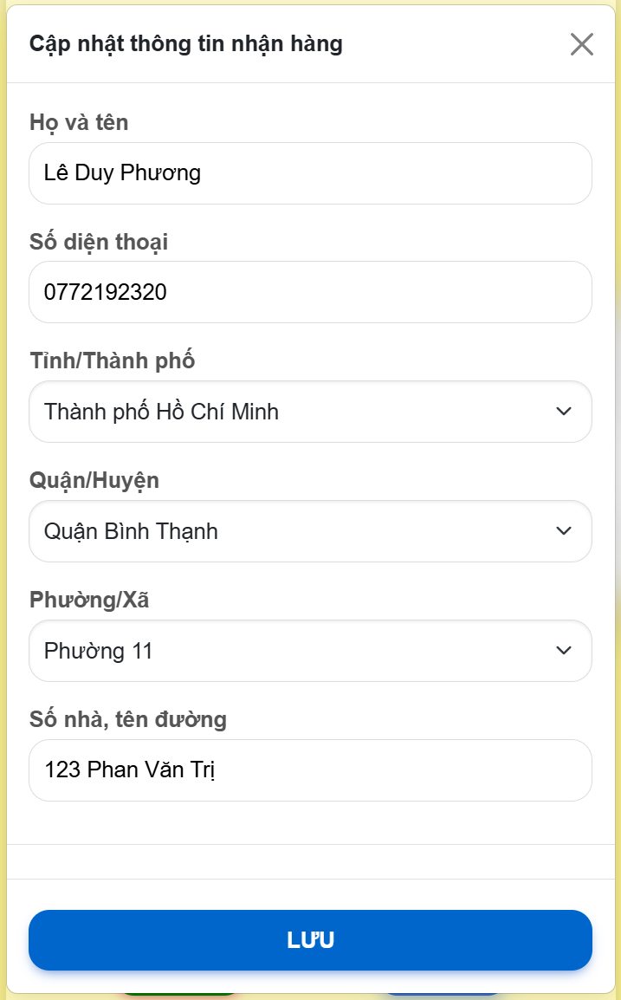 Cập nhật thông tin nhận hàng
Họ và tên
Lê Duy Phương
Số diện thoại
0772192320
Tỉnh/Thành phố
Thành phố Hồ Chí Minh
Quận/Huyện
Quận Bình Thạnh
Phường/Xã
Phường 11
Số nhà, tên đường
123 Phan Văn Trị
LƯU